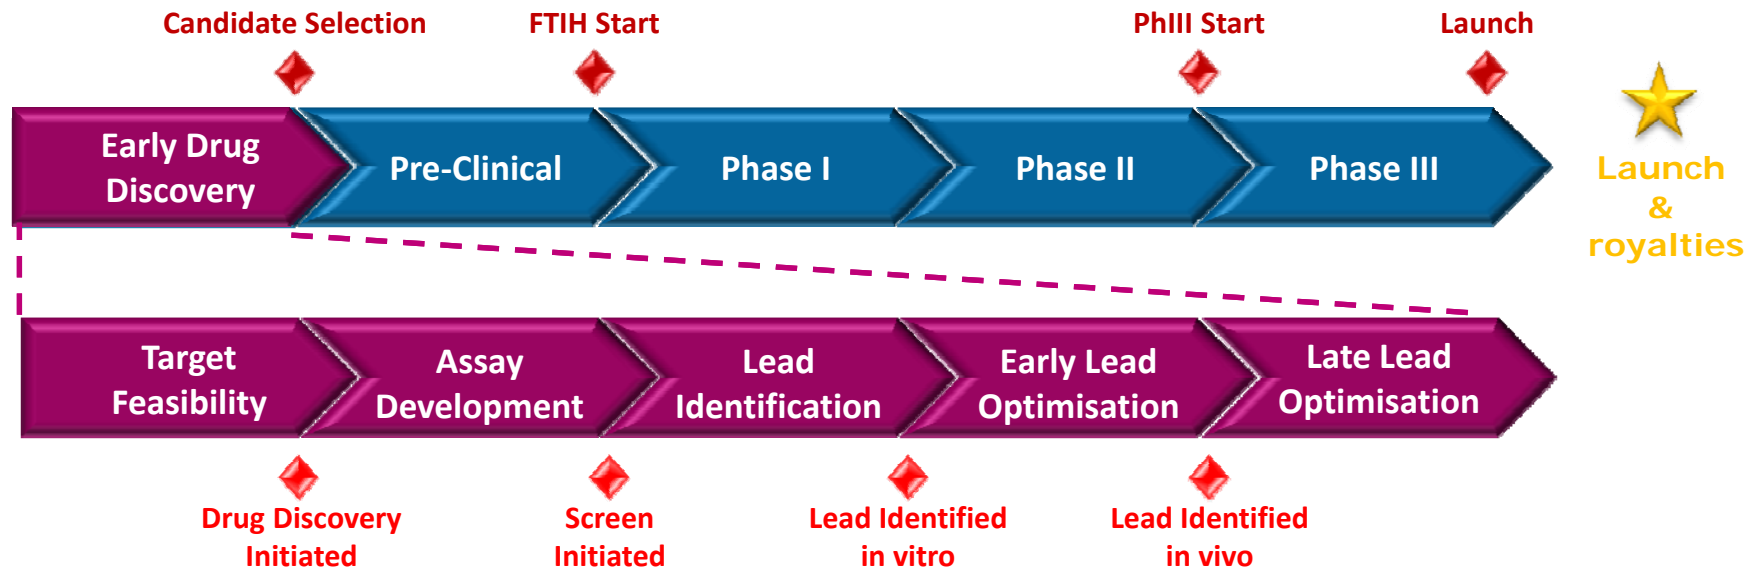 Candidate Selection
FTIH Start
PhIII Start
Launch
Early Drug
Discovery
Pre-Clinical
Phase I
Phase II
Phase III
Launch
&
royalties
Target
Feasibility
Assay
Development
Lead
Identification
Early Lead
Optimisation
Late Lead
Optimisation
Drug Discovery
Initiated
Screen
Initiated
Lead Identified
in vitro
Lead Identified
in vivo